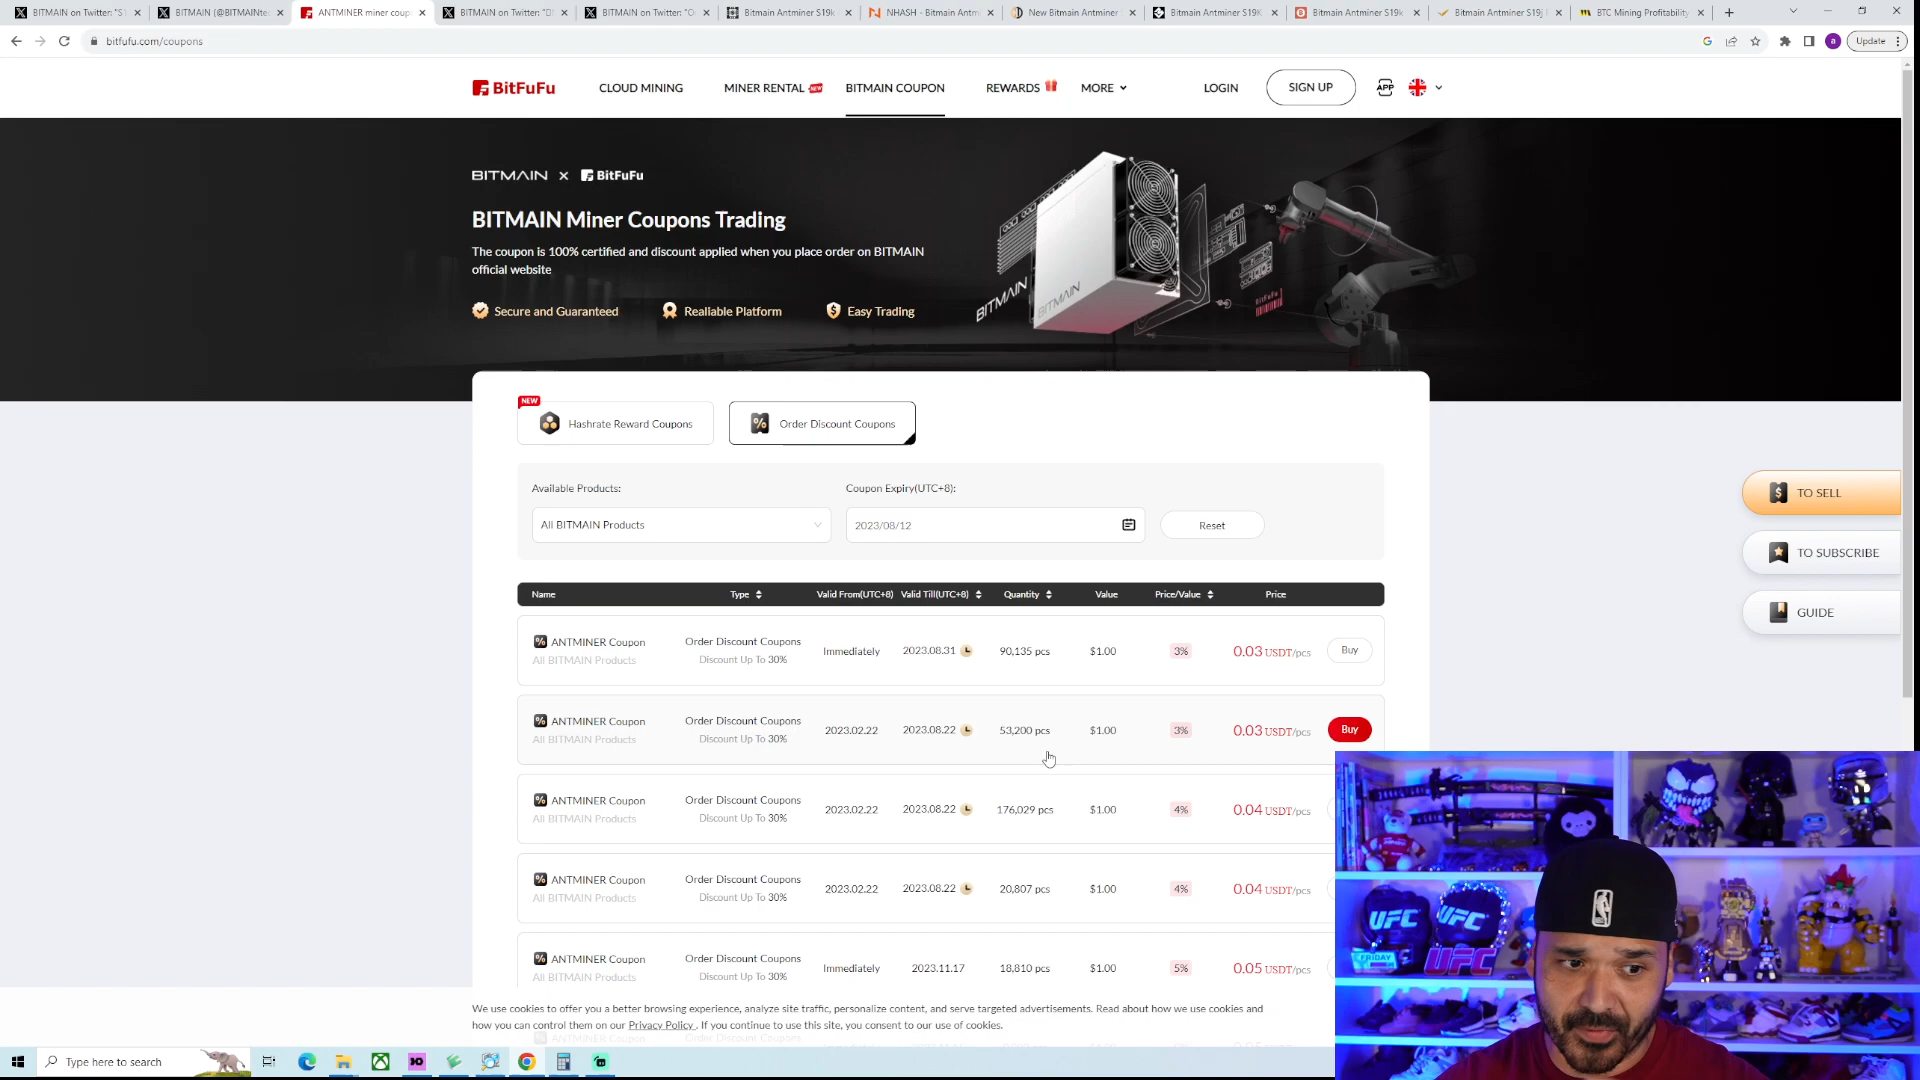 BITMAIN on Twitter: "S1
BITMAIN (@BITMAINtec
ANTMINER miner coup
BITMAIN on Twitter:
BITMAIN on Twitter:
Bitmain Antminer S19k
NHASH - Bitmain Antm
New Bitmain Antminer
Bitmain Antminer S19K
Bitmain Antminer S19k
Bitmain Antminer S19j
BTC Mining Profitability
bitfufu.com/coupons
Update
BitFuFu
CLOUD MINING
MINER RENTAL NEW
BITMAIN COUPON
REWARDS
MORE
LOGIN
SIGN UP
APP
BITMAIN x BitFuFu
BITMAIN Miner Coupons Trading
The coupon is 100% certified and discount applied when you place order on BITMAIN
official website
Secure and Guaranteed
Realiable Platform
Easy Trading
BITMAIN
BITMAIN
BitFuFu
NEW
Hashrate Reward Coupons
% Order Discount Coupons
Available Products:
Coupon Expiry(UTC+8):
All BITMAIN Products
2023/08/12
Reset
TO SELL
TO SUBSCRIBE
GUIDE
Name Type Valid From(UTC+8) Valid Till(UTC+8) Quantity Value Price/Value Price
% ANTMINER Coupon
All BITMAIN Products
Order Discount Coupons
Discount Up To 30%
Immediately 2023.08.31 90,135 pcs $1.00 3% 0.03 USDT/pcs Buy
% ANTMINER Coupon
All BITMAIN Products
Order Discount Coupons
Discount Up To 30%
2023.02.22 2023.08.22 53,200 pcs $1.00 3% 0.03 USDT/pcs Buy
% ANTMINER Coupon
All BITMAIN Products
Order Discount Coupons
Discount Up To 30%
2023.02.22 2023.08.22 176,029 pcs $1.00 4% 0.04 USDT/pcs
% ANTMINER Coupon
All BITMAIN Products
Order Discount Coupons
Discount Up To 30%
2023.02.22 2023.08.22 20,807 pcs $1.00 4% 0.04 USDT/pcs
% ANTMINER Coupon
All BITMAIN Products
Order Discount Coupons
Discount Up To 30%
Immediately 2023.11.17 18,810 pcs $1.00 5% 0.05 USDT/pcs
We use cookies to offer you a better browsing experience, analyze site traffic, personalize content, and serve targeted advertisements. Read about how we use cookies and
how you can control them on our Privacy Policy . If you continue to use this site, you consent to our use of cookies.
Type here to search
UFC
UFC
FRIDAY
UFC